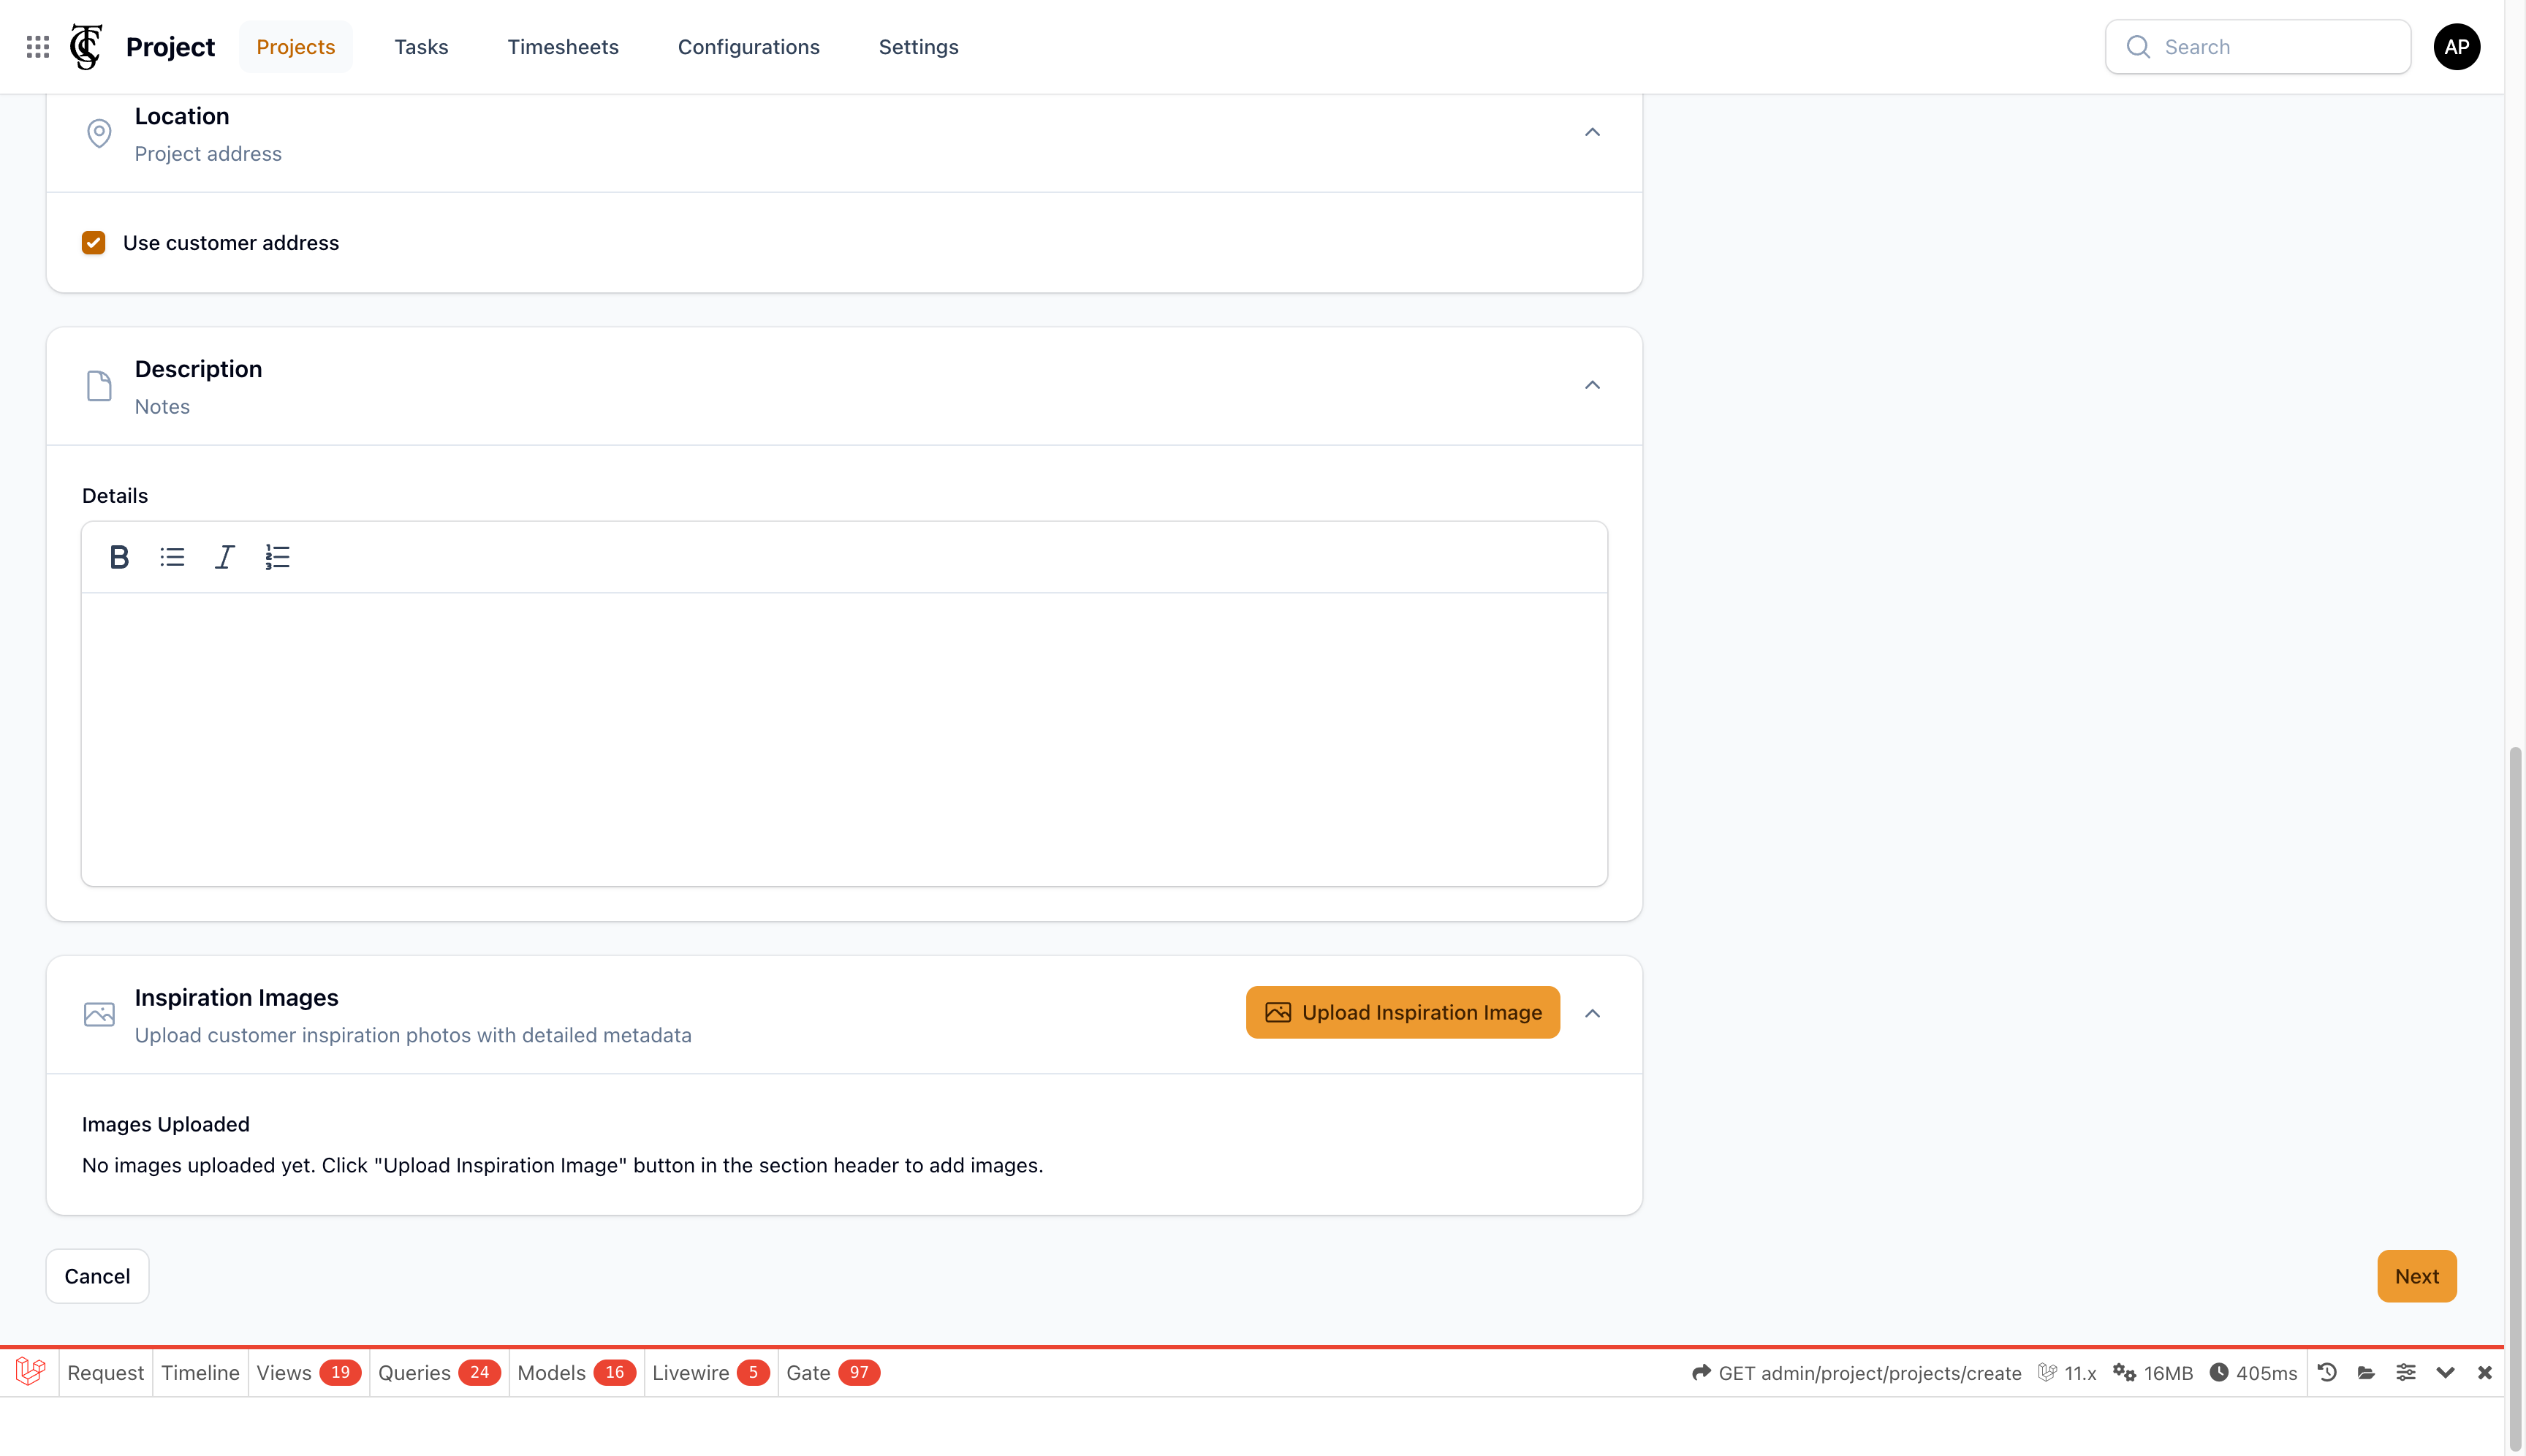 Project Projects Tasks Timesheets Configurations Settings Search AP
Location
Project address
Use customer address
Description
Notes
Details
B I
Inspiration Images
Upload customer inspiration photos with detailed metadata
Upload Inspiration Image
Images Uploaded
No images uploaded yet. Click "Upload Inspiration Image" button in the section header to add images.
Cancel Next
Request Timeline Views 19 Queries 24 Models 16 Livewire 5 Gate 97 GET admin/project/projects/create 11.x 16MB 405ms